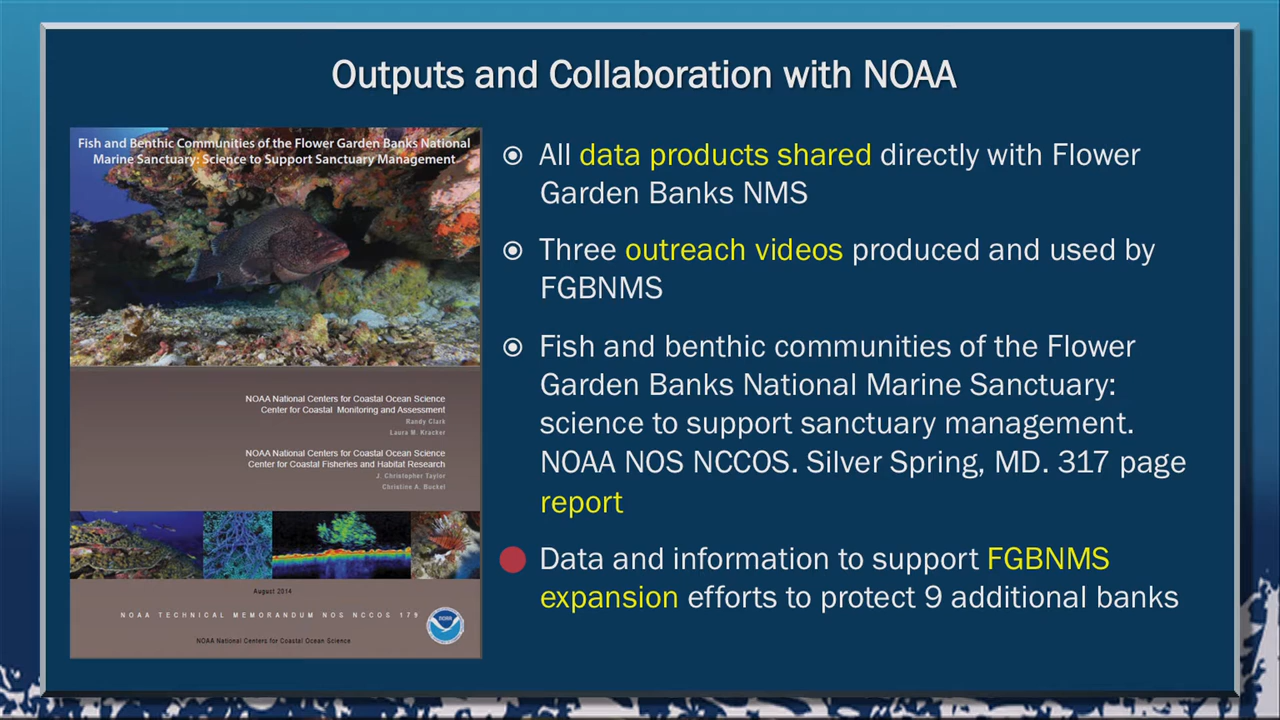 Outputs and Collaboration with NOAA
Fish and Benthic Communities of the Flower Garden Banks National
Marine Sanctuary: Science to Support Sanctuary Management
NOAA National Centers for Coastal Ocean Science
Center for Coastal Monitoring and Assessment
Randy Clark
Laura M. Kracker
NOAA National Centers for Coastal Ocean Science
Center for Coastal Fisheries and Habitat Research
J. Christopher Taylor
Christine A. Buckel
August 2014
NOAA TECHNICAL MEMORANDUM NOS NCCOS 179
NOAA National Centers for Coastal Ocean Science
NOAA
All data products shared directly with Flower
Garden Banks NMS
Three outreach videos produced and used by
FGBNMS
Fish and benthic communities of the Flower
Garden Banks National Marine Sanctuary:
science to support sanctuary management.
NOAA NOS NCCOS. Silver Spring, MD. 317 page
report
Data and information to support FGBNMS
expansion efforts to protect 9 additional banks